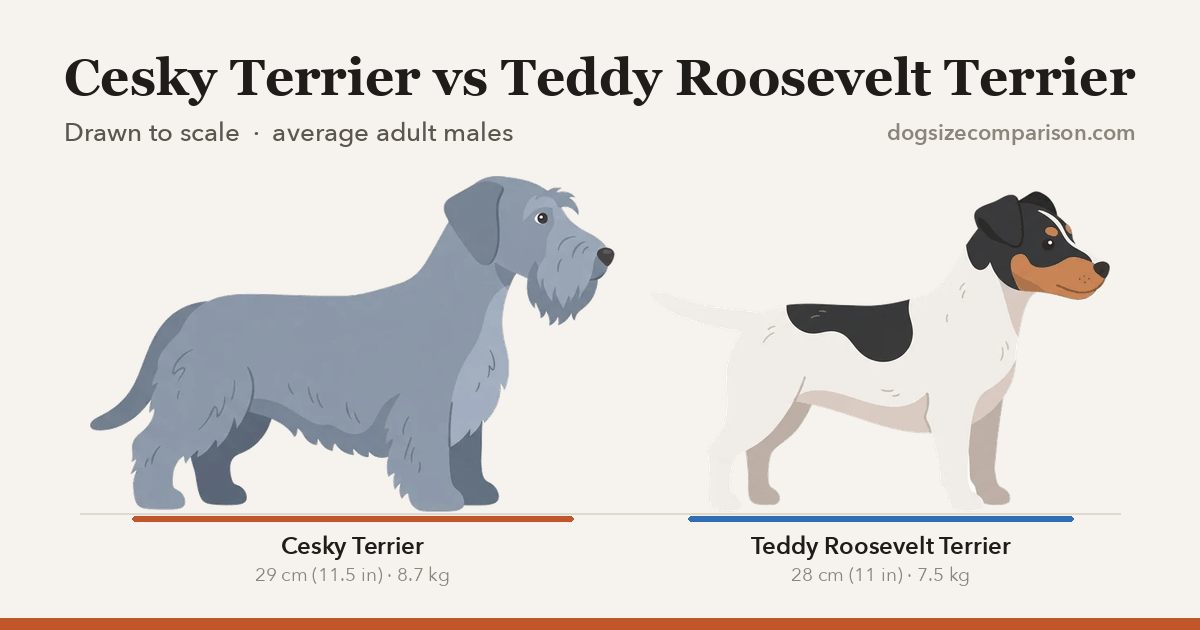 Cesky Terrier vs Teddy Roosevelt Terrier
Drawn to scale · average adult males
dogsizecomparison.com
Cesky Terrier
29 cm (11.5 in) · 8.7 kg
Teddy Roosevelt Terrier
28 cm (11 in) · 7.5 kg